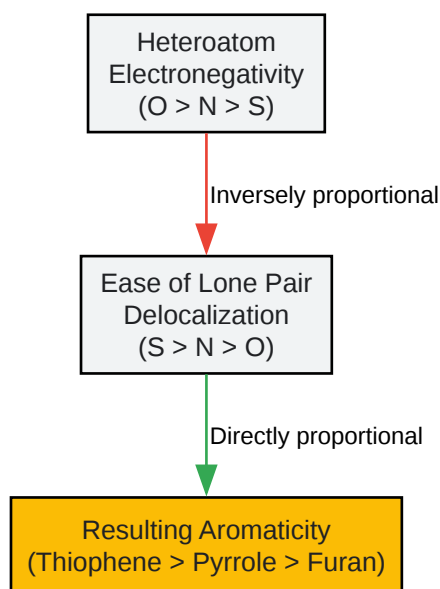 Heteroatom
Electronegativity
(O > N > S)
Inversely proportional
Ease of Lone Pair
Delocalization
(S > N > O)
Directly proportional
Resulting Aromaticity
(Thiophene > Pyrrole > Furan)